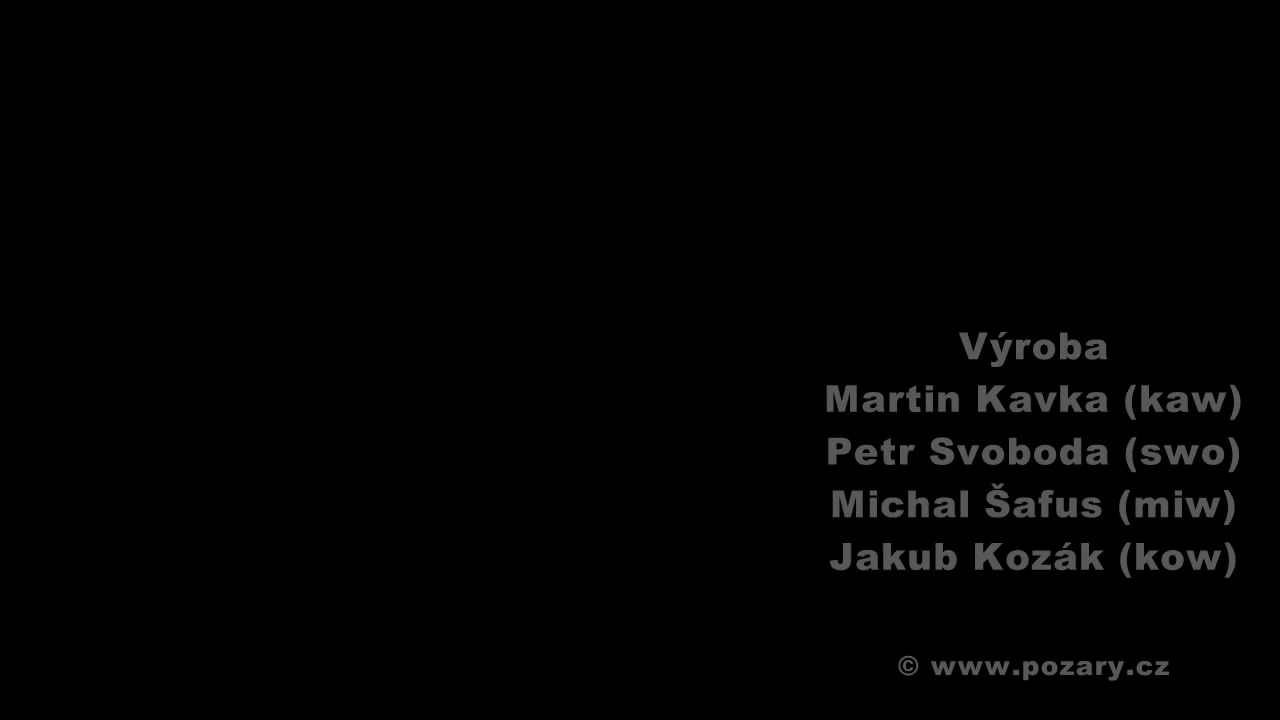 Výroba
Martin Kavka (kaw)
Petr Svoboda (swo)
Michal Šafus (miw)
Jakub Kozák (kow)
© www.pozary.cz